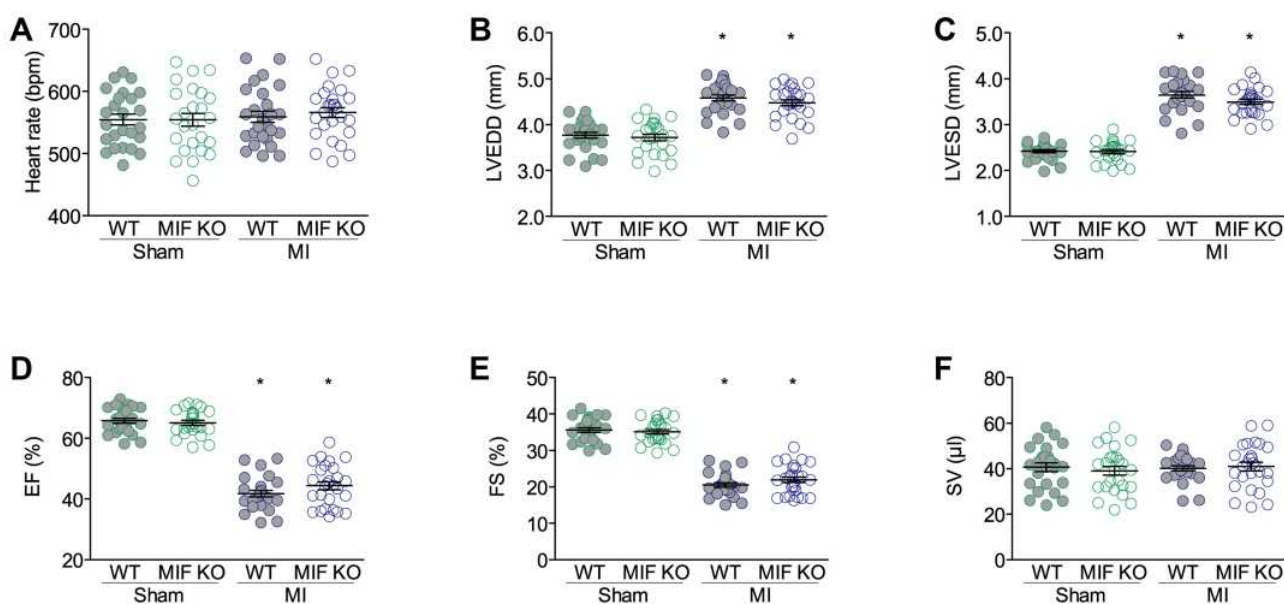 A
Heart rate (bpm)
700
600
500
400
WT MIF KO WT MIF KO
Sham MI
B
LVEDD (mm)
6.0
5.0
4.0
3.0
2.0
* *
WT MIF KO WT MIF KO
Sham MI
C
LVESD (mm)
5.0
4.0
3.0
2.0
1.0
* *
WT MIF KO WT MIF KO
Sham MI
D
EF (%)
80
60
40
20
* *
WT MIF KO WT MIF KO
Sham MI
E
FS (%)
50
40
30
20
10
0
* *
WT MIF KO WT MIF KO
Sham MI
F
SV (µl)
80
60
40
20
0
WT MIF KO WT MIF KO
Sham MI